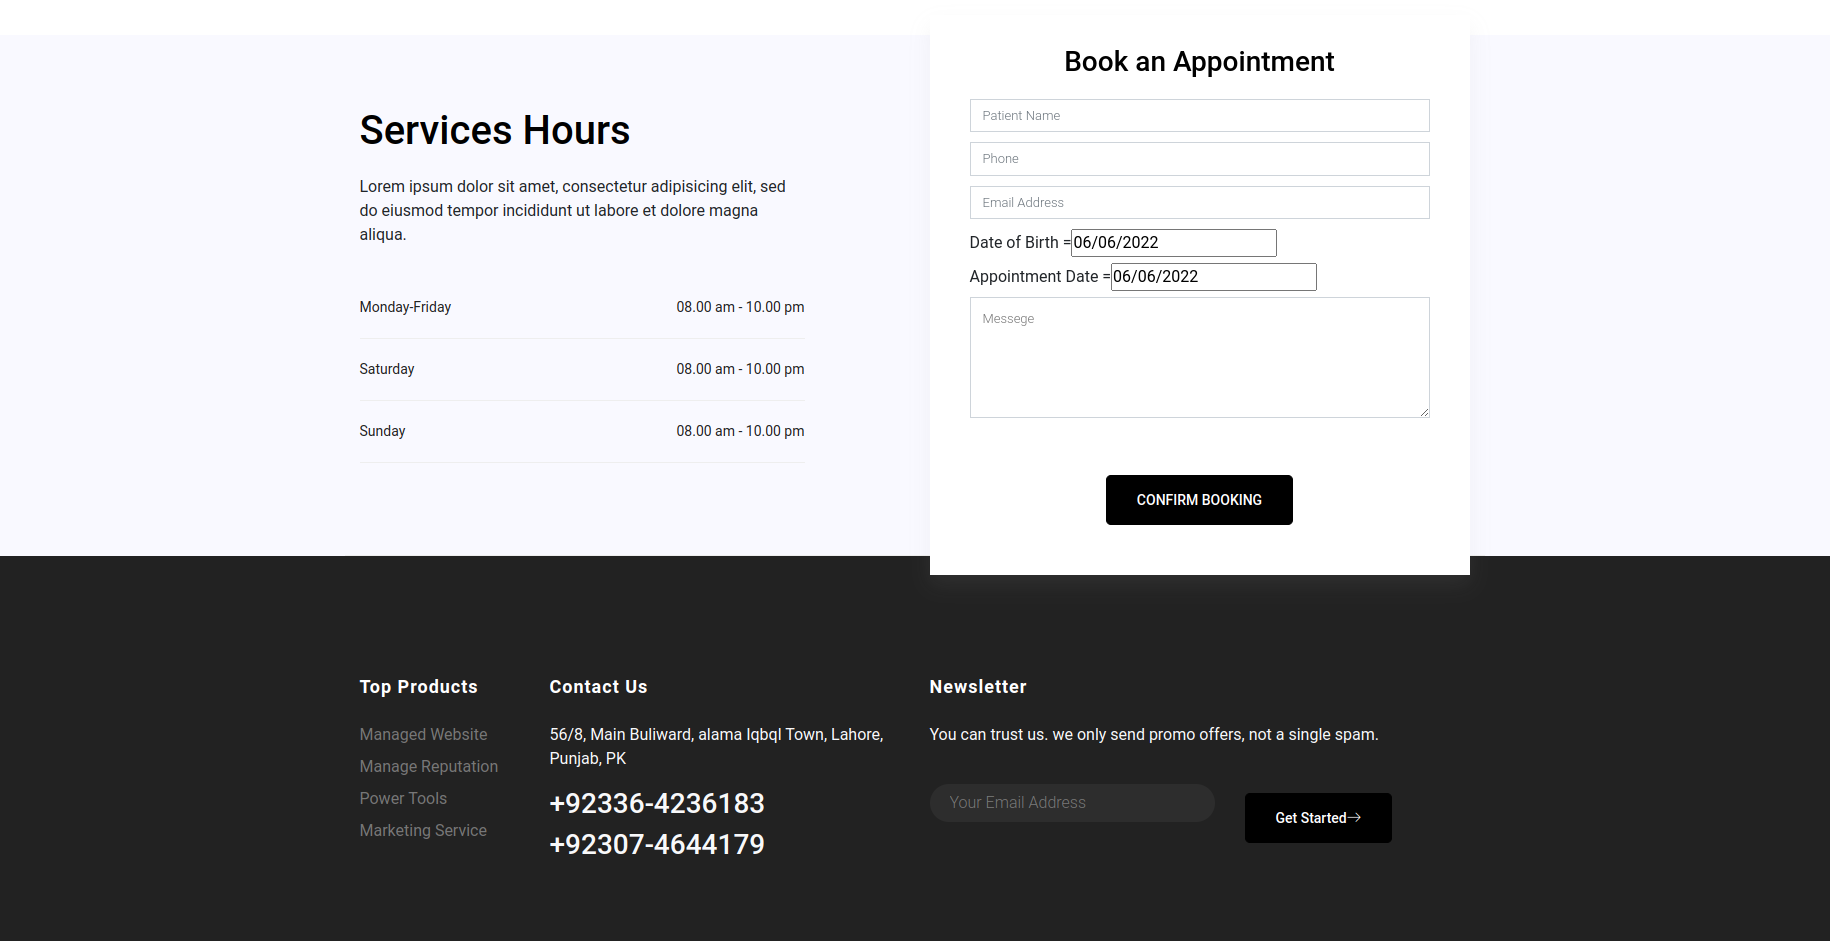 Services Hours
Lorem ipsum dolor sit amet, consectetur adipisicing elit, sed
do eiusmod tempor incididunt ut labore et dolore magna
aliqua.
Monday-Friday 08.00 am - 10.00 pm
Saturday 08.00 am - 10.00 pm
Sunday 08.00 am - 10.00 pm
Book an Appointment
Patient Name
Phone
Email Address
Date of Birth =06/06/2022
Appointment Date =06/06/2022
Messege
CONFIRM BOOKING
Top Products
Managed Website
Manage Reputation
Power Tools
Marketing Service
Contact Us
56/8, Main Buliward, alama Iqbql Town, Lahore,
Punjab, PK
+92336-4236183
+92307-4644179
Newsletter
You can trust us. we only send promo offers, not a single spam.
Your Email Address
Get Started→